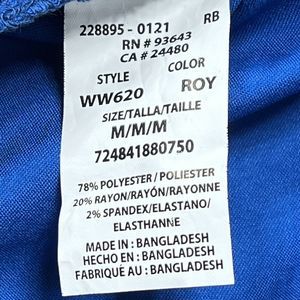 228895 - 0121 RB
RN # 93643
CA # 24480
STYLE COLOR
WW620 ROY
SIZE/TALLA/TAILLE
M/M/M
724841880750
78% POLYESTER / POLIESTER
20% RAYON/RAYÓN/RAYONNE
2% SPANDEX/ELASTANO/
ELASTHANNE
MADE IN : BANGLADESH
HECHO EN : BANGLADESH
FABRIQUÉ AU : BANGLADESH